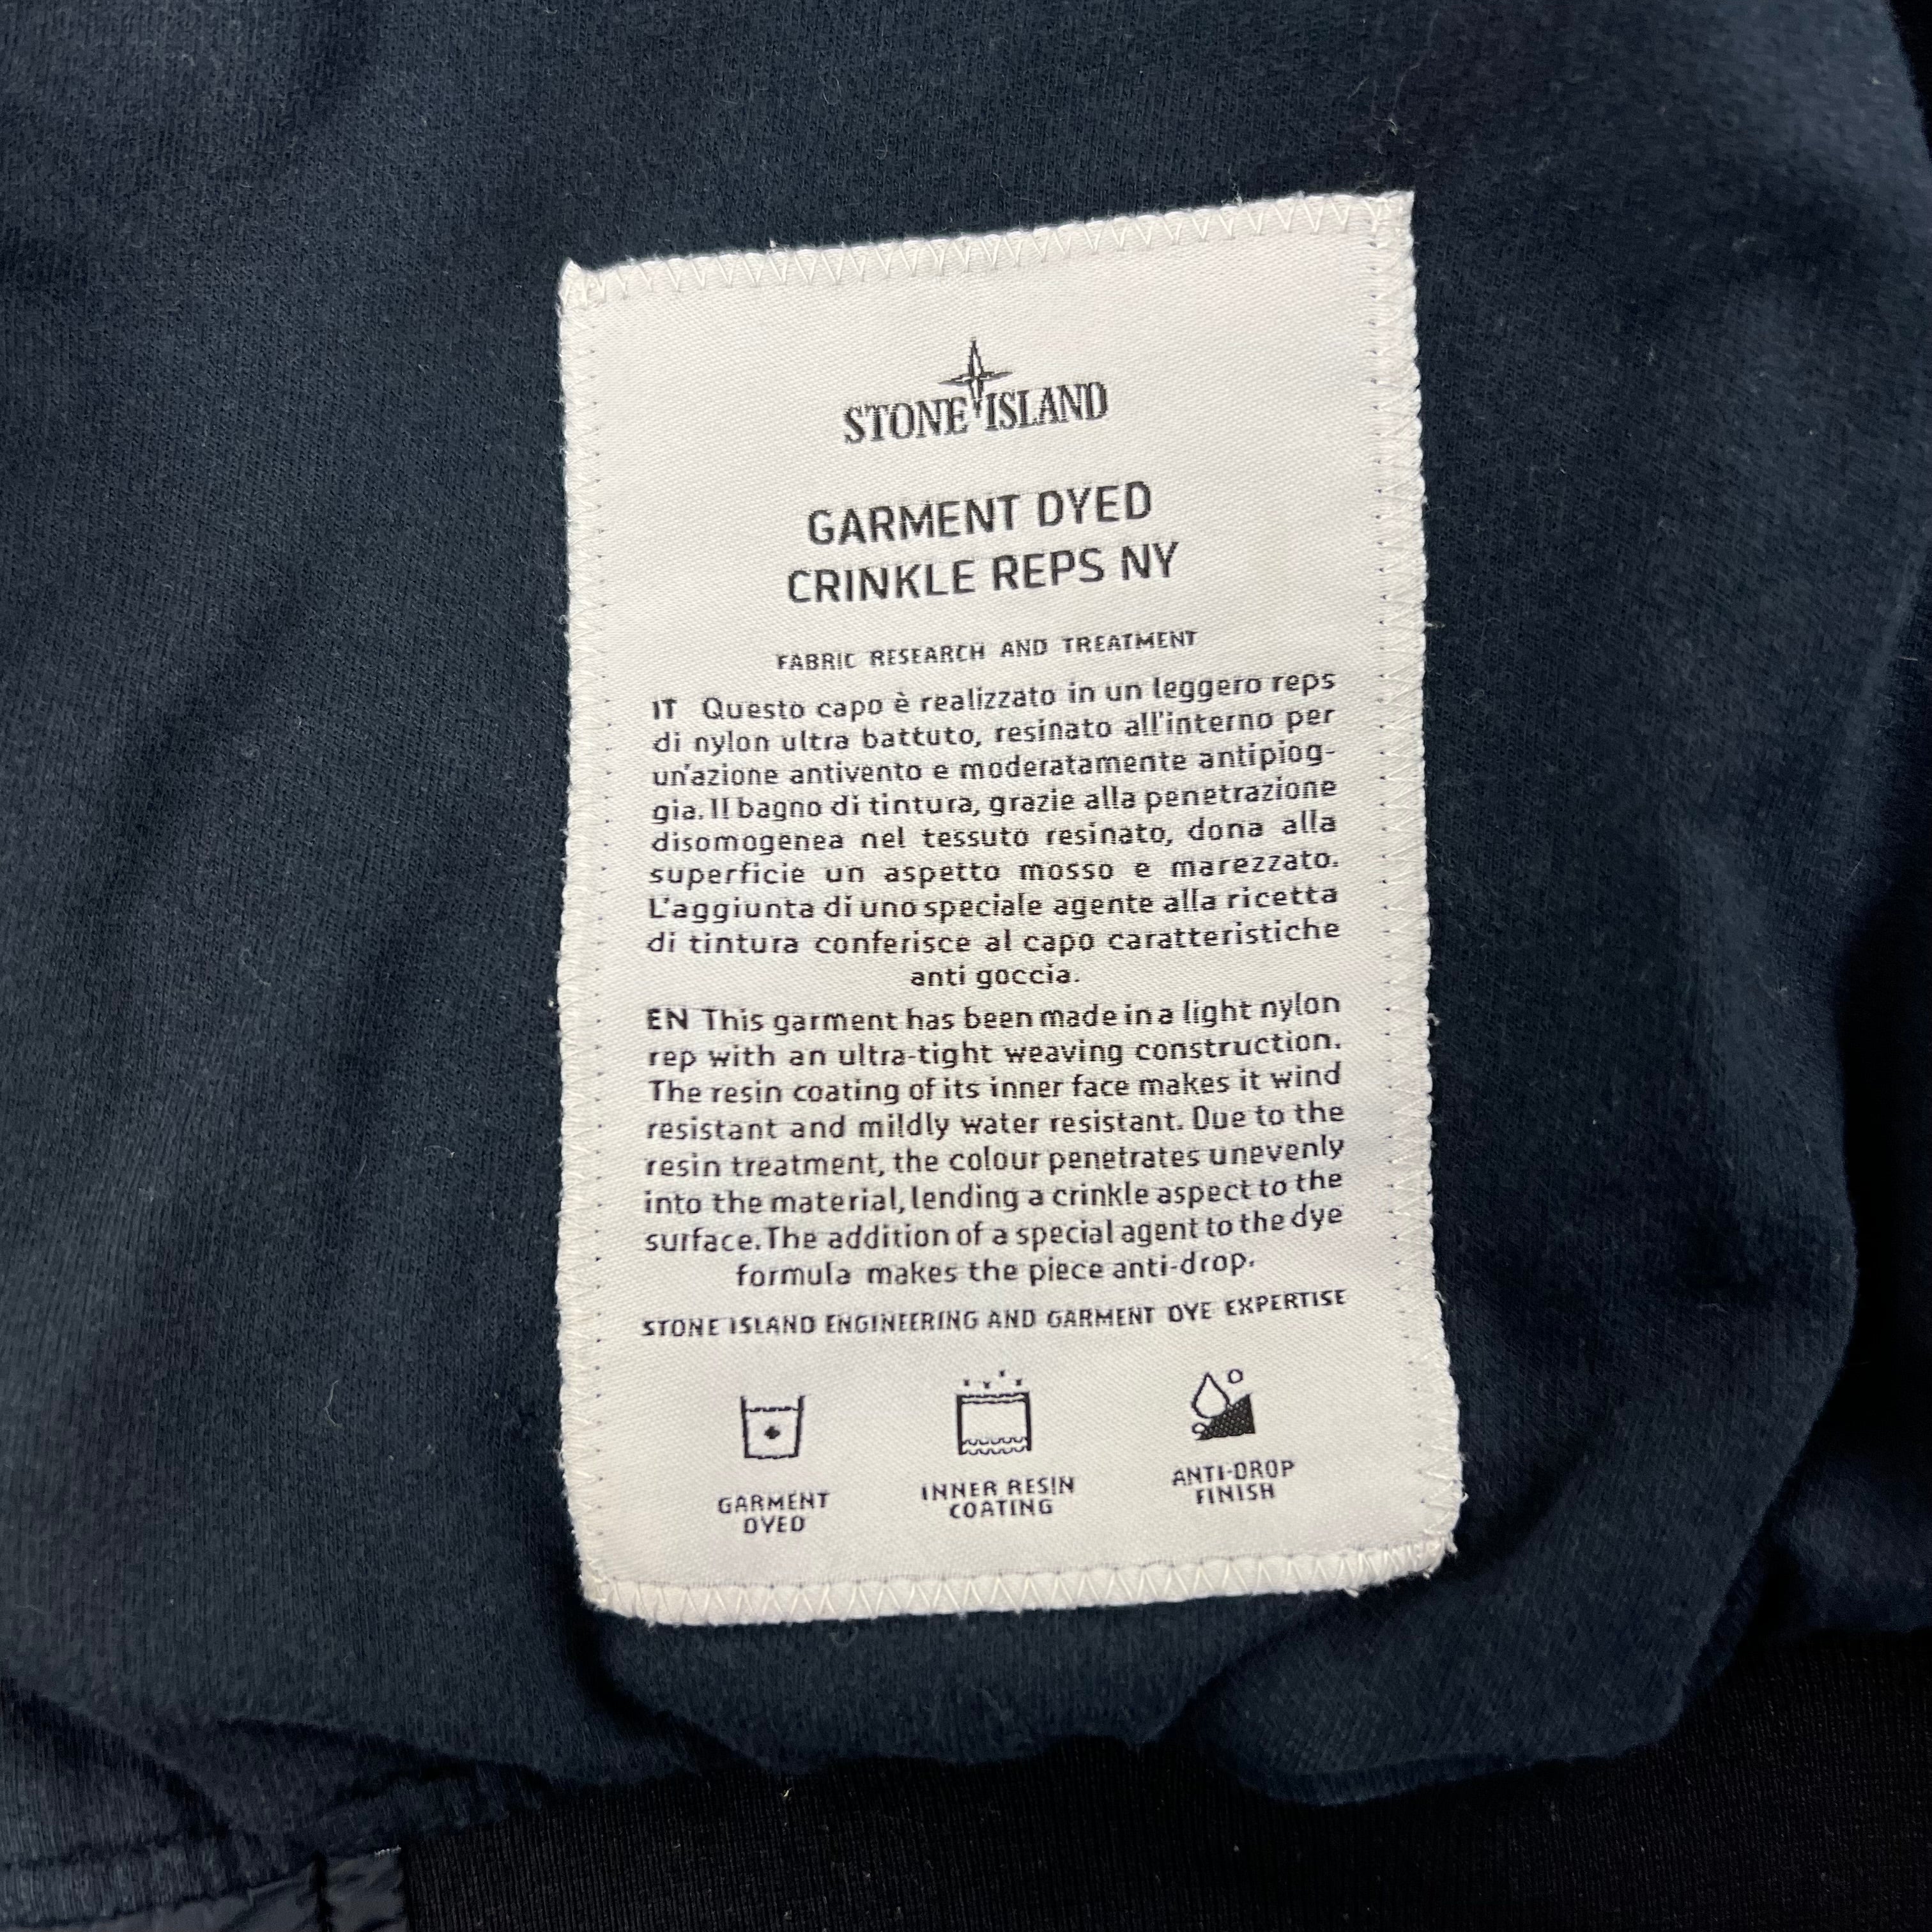 STONE ISLAND
GARMENT DYED
CRINKLE REPS NY
FABRIC RESEARCH AND TREATMENT
IT Questo capo è realizzato in un leggero reps
di nylon ultra battuto, resinato all'interno per
un'azione antivento e moderatamente antipiog-
gia. Il bagno di tintura, grazie alla penetrazione
disomogenea nel tessuto resinato, dona alla
superficie un aspetto mosso e marezzato.
L'aggiunta di uno speciale agente alla ricetta
di tintura conferisce al capo caratteristiche
anti goccia.
EN This garment has been made in a light nylon
rep with an ultra-tight weaving construction.
The resin coating of its inner face makes it wind
resistant and mildly water resistant. Due to the
resin treatment, the colour penetrates unevenly
into the material, lending a crinkle aspect to the
surface. The addition of a special agent to the dye
formula makes the piece anti-drop.
STONE ISLAND ENGINEERING AND GARMENT DYE EXPERTISE
GARMENT
DYED
INNER RESIN
COATING
ANTI-DROP
FINISH